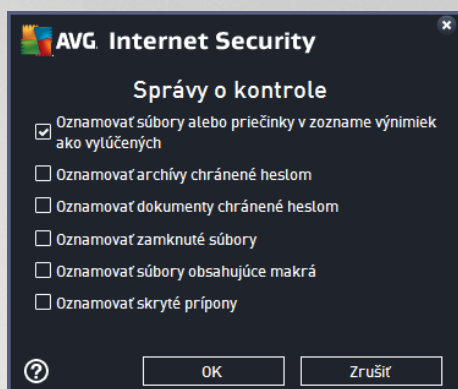 AVG Internet Security
Správy o kontrole
Oznamovať súbory alebo priečinky v zozname výnimiek
ako vylúčených
Oznamovať archívy chránené heslom
Oznamovať dokumenty chránené heslom
Oznamovať zamknuté súbory
Oznamovať súbory obsahujúce makrá
Oznamovať skryté prípony
OK
Zrušiť